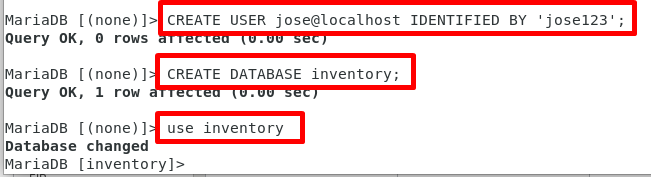 MariaDB [(none)]> CREATE USER jose@localhost IDENTIFIED BY 'jose123';
Query OK, 0 rows affected (0.00 sec)
MariaDB [(none)]> CREATE DATABASE inventory;
Query OK, 1 row affected (0.00 sec)
MariaDB [(none)]> use inventory
Database changed
MariaDB [inventory]>